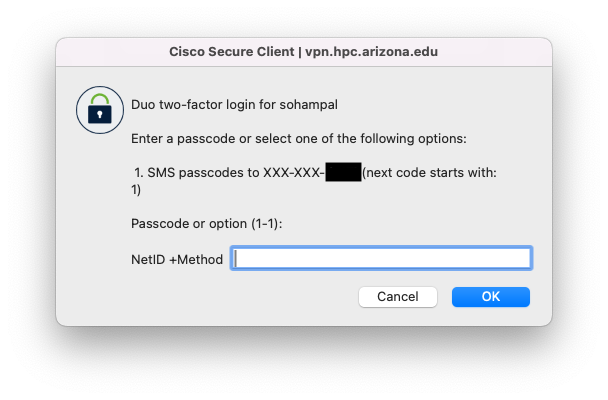 Cisco Secure Client | vpn.hpc.arizona.edu
Duo two-factor login for sohampal
Enter a passcode or select one of the following options:
1. SMS passcodes to XXX-XXX- (next code starts with:
1)
Passcode or option (1-1):
NetID +Method
Cancel
OK